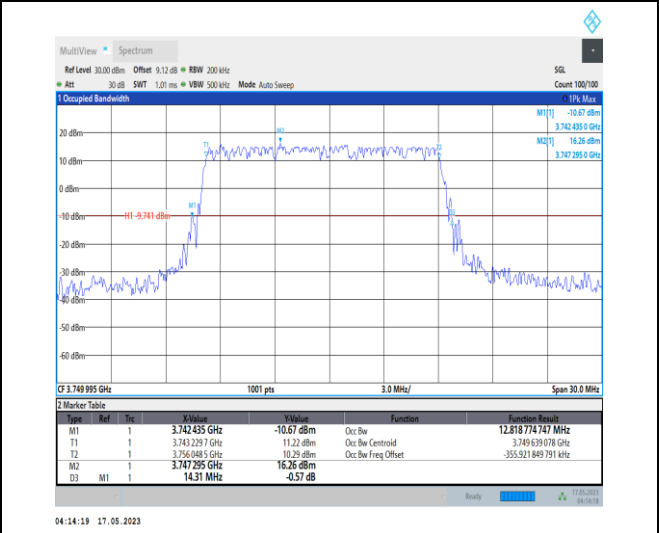 MultiView Spectrum
Ref Level 30.00 dBm Offset 9.12 dB RBW 200 kHz SGL
Att 30 dB SWT 1.01 ms VBW 500 kHz Mode Auto Sweep Count 100/100
1 Occupied Bandwidth 1Pk Max
M1[1] -10.67 dBm
3.742 435 0 GHz
M2[1] 16.26 dBm
3.747 295 0 GHz
20 dBm
M2
T1
T2
10 dBm
0 dBm
M1
D3
-10 dBm
H1 -9.741 dBm
-20 dBm
-30 dBm
-40 dBm
-50 dBm
-60 dBm
CF 3.749 995 GHz 1001 pts 3.0 MHz/ Span 30.0 MHz
2 Marker Table
Type Ref Trc X-Value Y-Value Function Function Result
M1 1 3.742 435 GHz -10.67 dBm Occ Bw 12.818 774 747 MHz
T1 1 3.743 229 7 GHz 11.22 dBm Occ Bw Centroid 3.749 639 078 GHz
T2 1 3.756 048 5 GHz 10.29 dBm Occ Bw Freq Offset -355.921 849 791 kHz
M2 1 3.747 295 GHz 16.26 dBm
D3 M1 1 14.31 MHz -0.57 dB
Ready 17.05.2023
04:14:18
04:14:19 17.05.2023